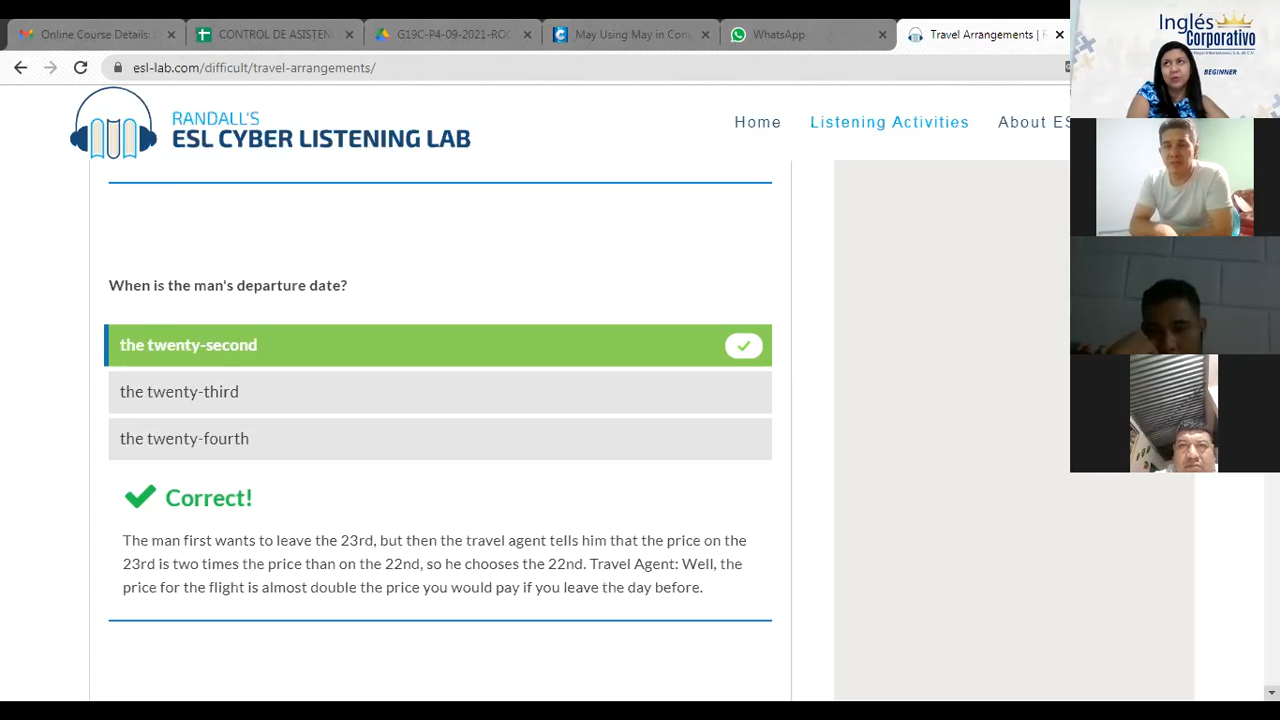 Online Course Details:
CONTROL DE ASISTEN
G19C-P4-09-2021-ROO
May Using May in Con
WhatsApp
Travel Arrangements | R
esl-lab.com/difficult/travel-arrangements/
Inglés
Corporativo
BEGINNER
RANDALL'S
ESL CYBER LISTENING LAB
Home
Listening Activities
About ES
When is the man's departure date?
the twenty-second
the twenty-third
the twenty-fourth
Correct!
The man first wants to leave the 23rd, but then the travel agent tells him that the price on the
23rd is two times the price than on the 22nd, so he chooses the 22nd. Travel Agent: Well, the
price for the flight is almost double the price you would pay if you leave the day before.